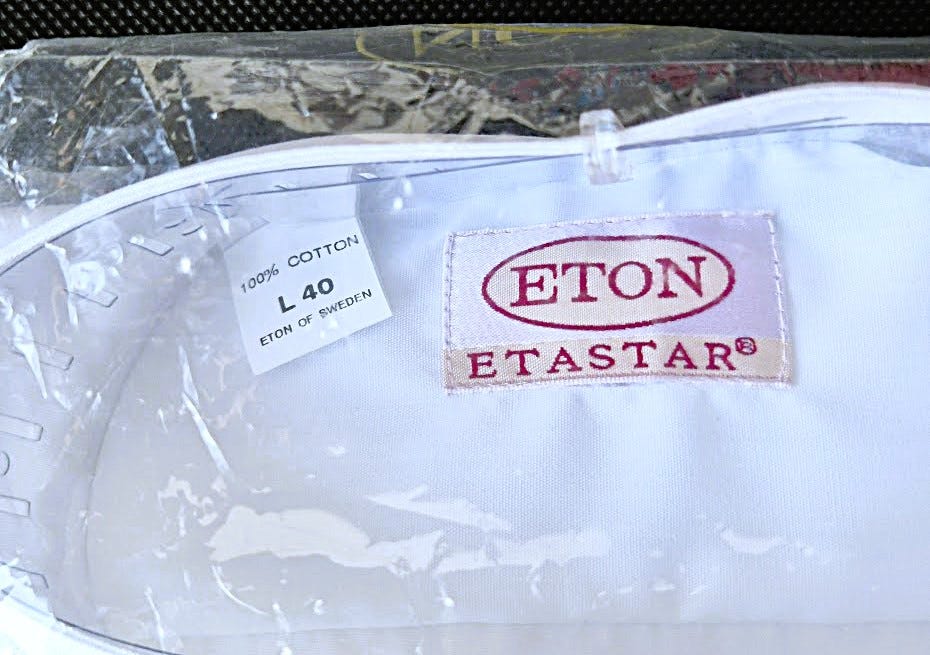 100% COTTON
L 40
ETON OF SWEDEN
ETON
ETASTAR®